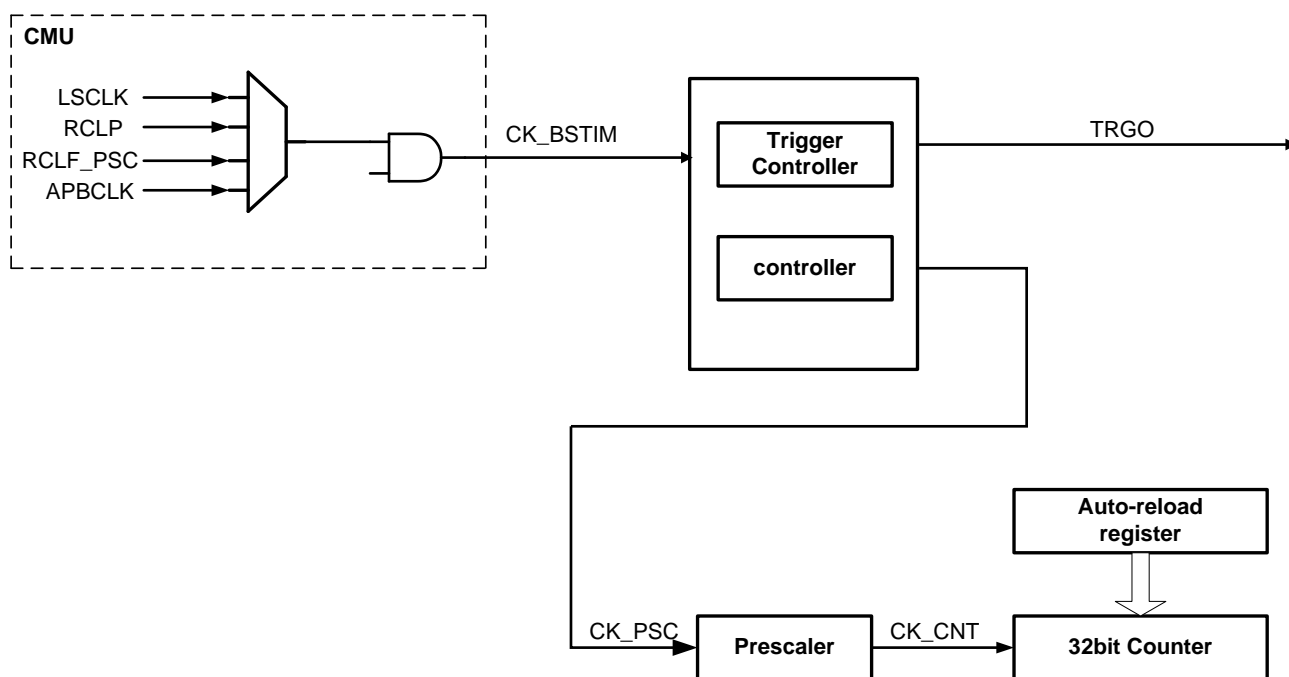 CMU
LSCLK
RCLP
RCLF_PSC
APBCLK
CK_BSTIM
Trigger
Controller
controller
TRGO
Auto-reload
register
CK_PSC
Prescaler
CK_CNT
32bit Counter